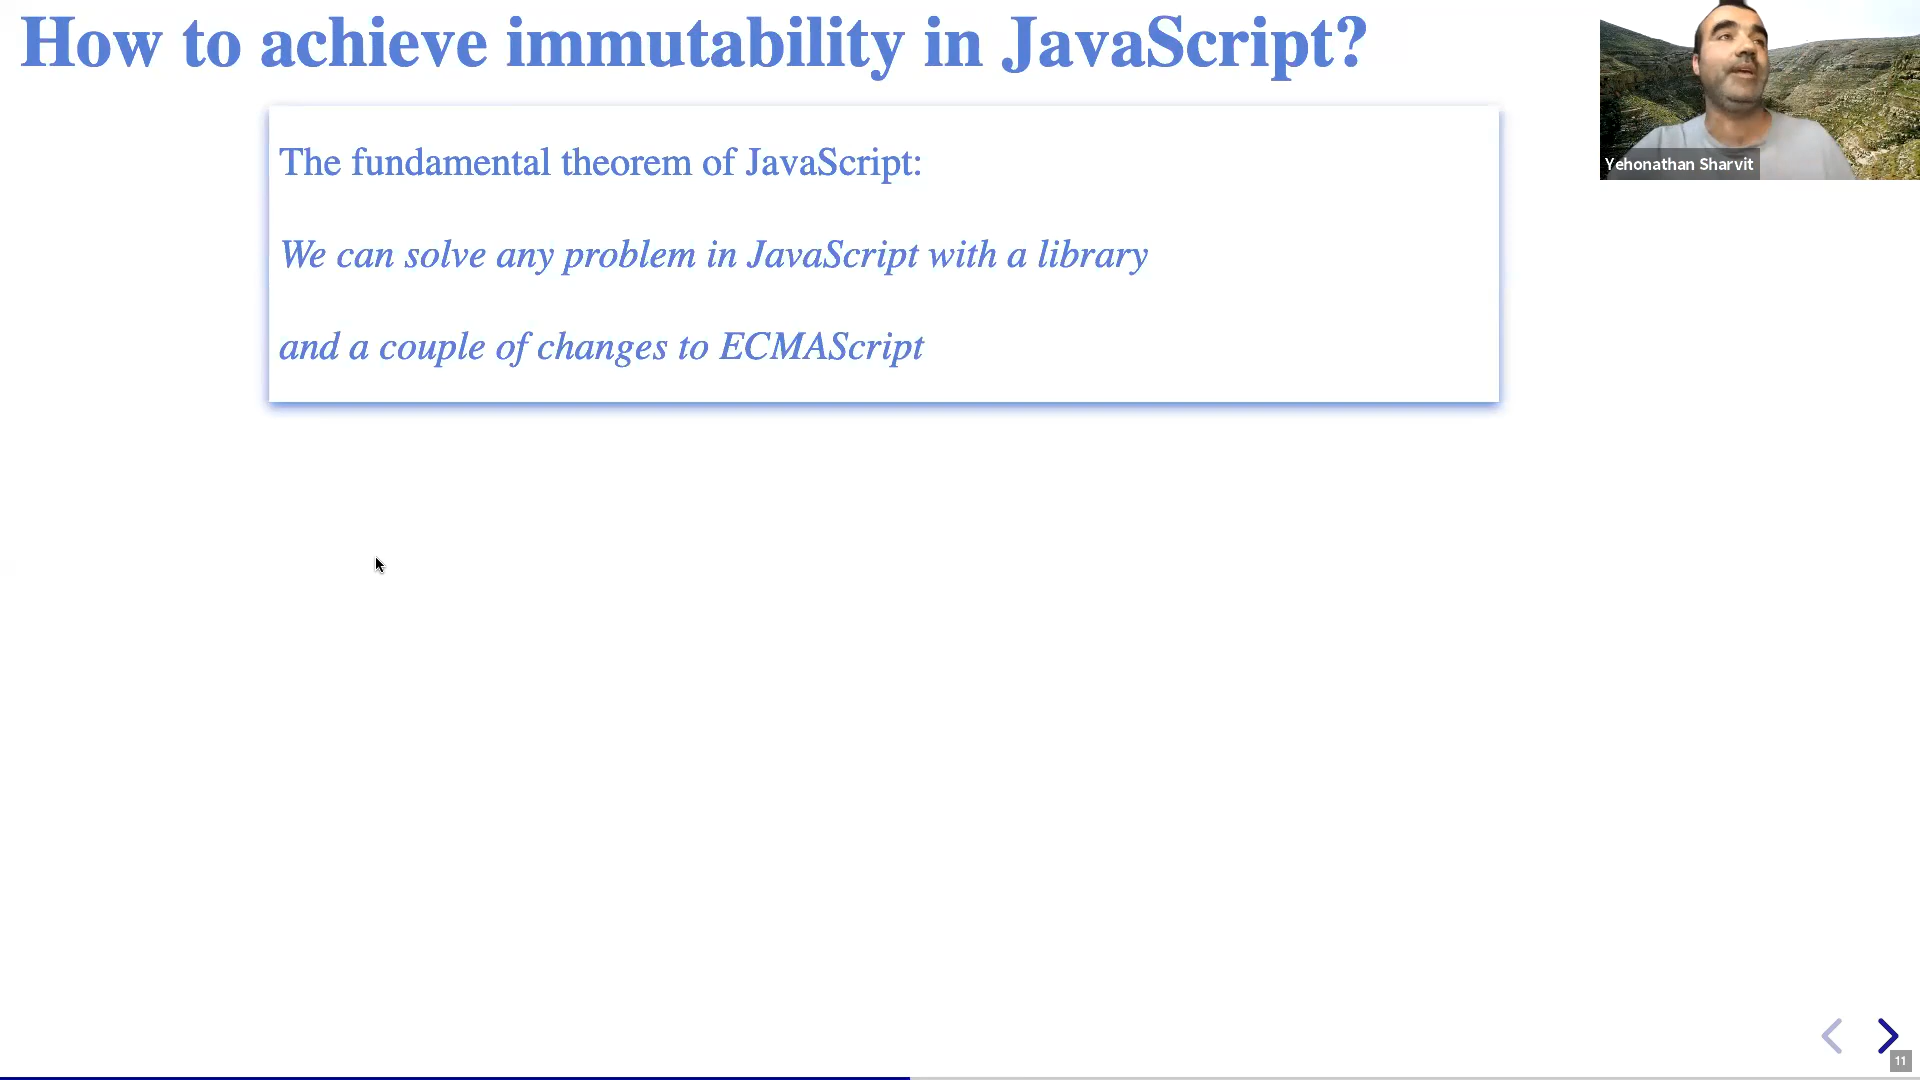 How to achieve immutability in JavaScript?
Yehonathan Sharvit
The fundamental theorem of JavaScript:
We can solve any problem in JavaScript with a library
and a couple of changes to ECMAScript
11